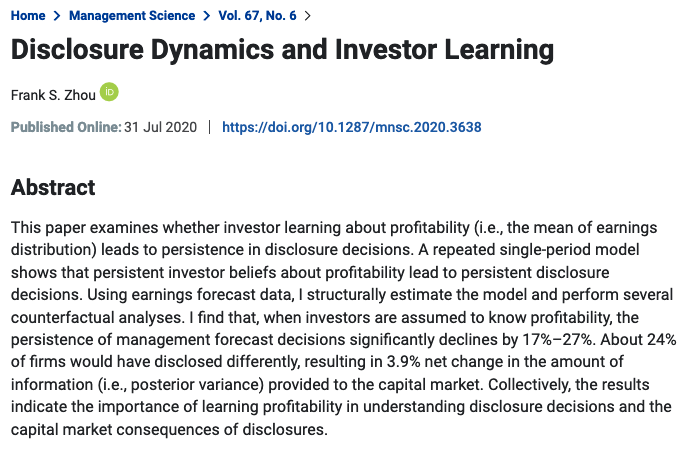 Home > Management Science > Vol. 67, No. 6 >
Disclosure Dynamics and Investor Learning
Frank S. Zhou iD
Published Online: 31 Jul 2020 | https://doi.org/10.1287/mnsc.2020.3638
Abstract
This paper examines whether investor learning about profitability (i.e., the mean of earnings
distribution) leads to persistence in disclosure decisions. A repeated single-period model
shows that persistent investor beliefs about profitability lead to persistent disclosure
decisions. Using earnings forecast data, I structurally estimate the model and perform several
counterfactual analyses. I find that, when investors are assumed to know profitability, the
persistence of management forecast decisions significantly declines by 17%–27%. About 24%
of firms would have disclosed differently, resulting in 3.9% net change in the amount of
information (i.e., posterior variance) provided to the capital market. Collectively, the results
indicate the importance of learning profitability in understanding disclosure decisions and the
capital market consequences of disclosures.